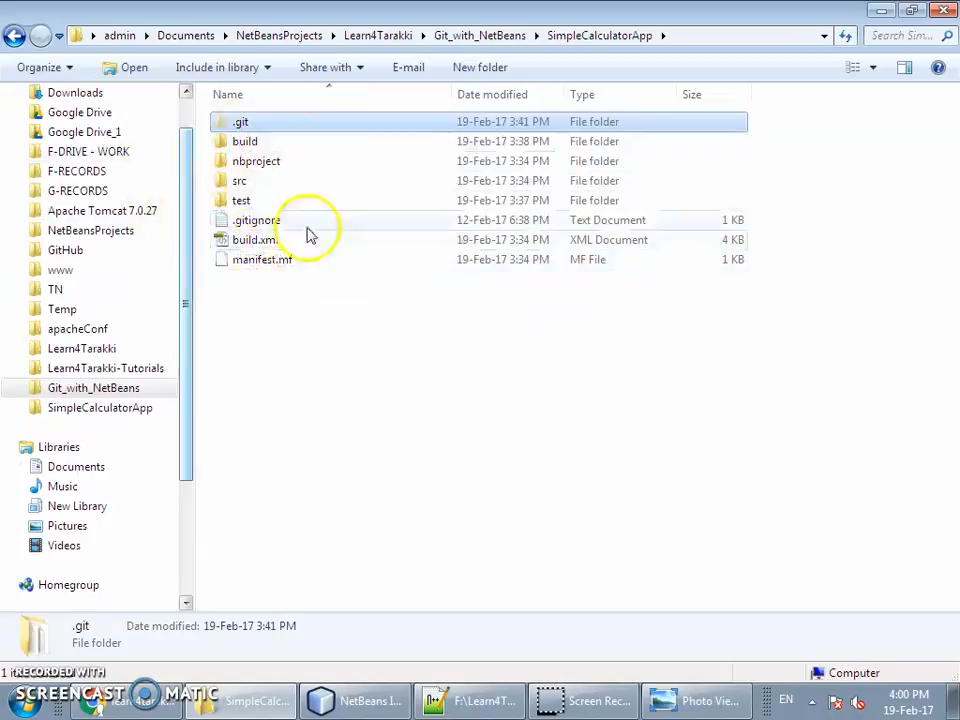 admin Documents NetBeansProjects Learn4Tarakki Git_with_NetBeans SimpleCalculatorApp Search Sim...
Organize Open Include in library Share with E-mail New folder
Name Date modified Type Size
Downloads
Google Drive
Google Drive_1
F-DRIVE - WORK
F-RECORDS
G-RECORDS
Apache Tomcat 7.0.27
NetBeansProjects
GitHub
www
TN
Temp
apacheConf
Learn4Tarakki
Learn4Tarakki-Tutorials
Git_with_NetBeans
SimpleCalculatorApp
Libraries
Documents
Music
New Library
Pictures
Videos
Homegroup
.git 19-Feb-17 3:41 PM File folder
build 19-Feb-17 3:38 PM File folder
nbproject 19-Feb-17 3:34 PM File folder
src 19-Feb-17 3:34 PM File folder
test 19-Feb-17 3:37 PM File folder
.gitignore 12-Feb-17 6:38 PM Text Document 1 KB
build.xml 19-Feb-17 3:34 PM XML Document 4 KB
manifest.mf 19-Feb-17 3:34 PM MF File 1 KB
.git Date modified: 19-Feb-17 3:41 PM
File folder
Computer
RECORDED WITH
SCREENCAST MATIC
SimpleCalc... NetBeans I... F:\Learn4T... Screen Rec... Photo Vie... EN
4:00 PM
19-Feb-17